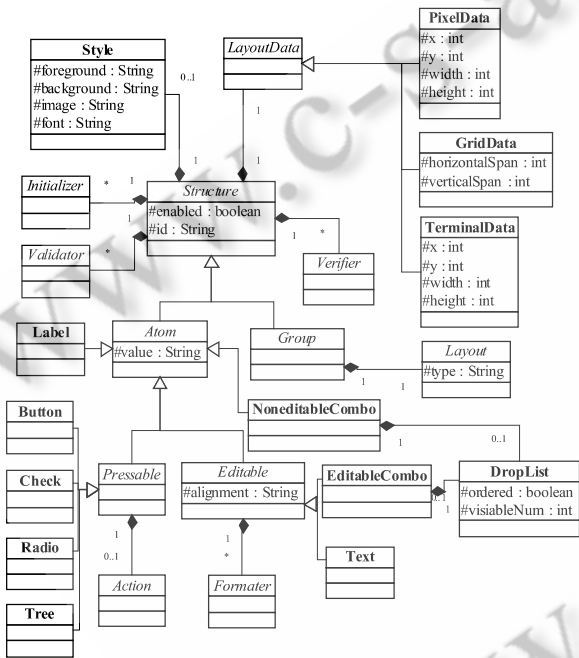 Style
#foreground : String
#background : String
#image : String
#font : String
LayoutData
PixelData
#x : int
#y : int
#width : int
#height : int
GridData
#horizontalSpan : int
#verticalSpan : int
TerminalData
#x : int
#y : int
#width : int
#height : int
0..1
1
1
1
Initializer
*
1
Structure
#enabled : boolean
#id : String
Validator
*
1
1
*
Verifier
Label
Atom
#value : String
Group
1
1
Layout
#type : String
NoneditableCombo
1
0..1
Button
Check
Radio
Tree
Pressable
1
0..1
Action
Editable
#alignment : String
1
*
Formater
EditableCombo
0..1
1
DropList
#ordered : boolean
#visiableNum : int
Text
www.c-s-a